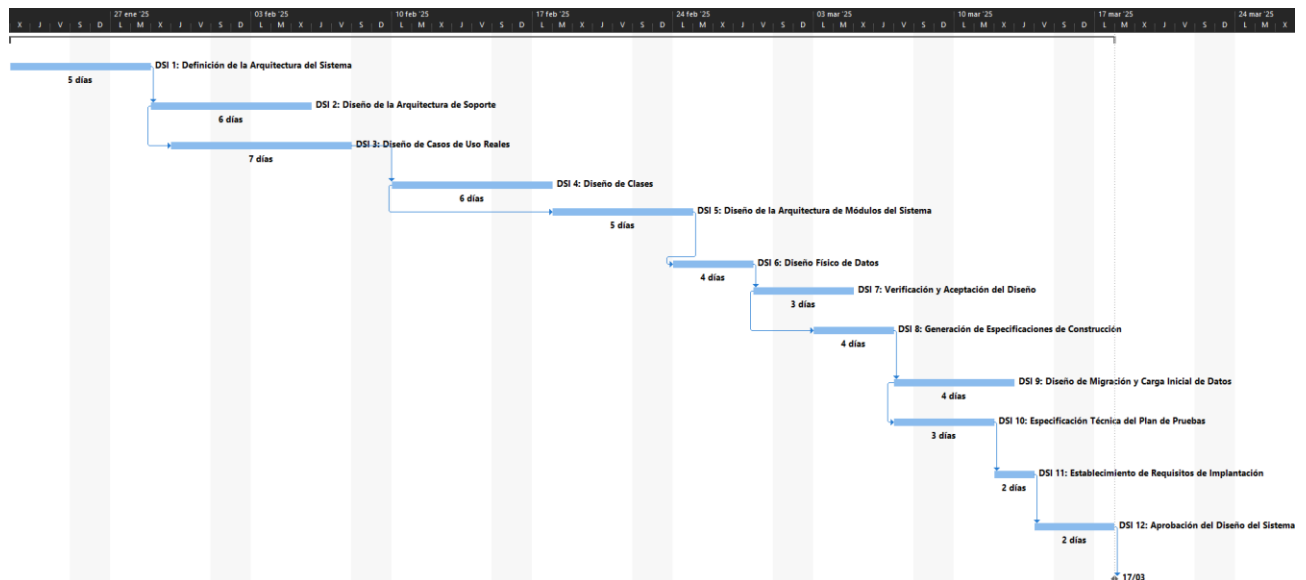 27 ene '25 03 feb '25 10 feb '25 17 feb '25 24 feb '25 03 mar '25 10 mar '25 17 mar '25 24 mar '25
X J V S D L M X J V S D L M X J V S D L M X J V S D L M X J V S D L M X J V S D L M X J V S D L M X J V S D L M X J V S D L M X
DSI 1: Definición de la Arquitectura del Sistema
5 días
DSI 2: Diseño de la Arquitectura de Soporte
6 días
DSI 3: Diseño de Casos de Uso Reales
7 días
DSI 4: Diseño de Clases
6 días
DSI 5: Diseño de la Arquitectura de Módulos del Sistema
5 días
DSI 6: Diseño Físico de Datos
4 días
DSI 7: Verificación y Aceptación del Diseño
3 días
DSI 8: Generación de Especificaciones de Construcción
4 días
DSI 9: Diseño de Migración y Carga Inicial de Datos
4 días
DSI 10: Especificación Técnica del Plan de Pruebas
3 días
DSI 11: Establecimiento de Requisitos de Implantación
2 días
DSI 12: Aprobación del Diseño del Sistema
2 días
17/03